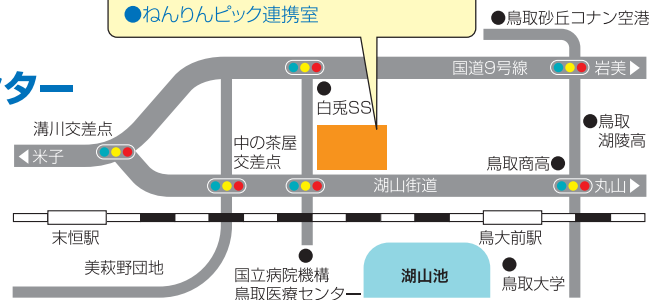 ●ねんりんピック連携室
●鳥取砂丘コナン空港
国道9号線
岩美▶
ター
白兎SS
溝川交差点
◀米子
中の茶屋
交差点
●鳥取
湖陵高
鳥取商高●
湖山街道
丸山▶
末恒駅
鳥大前駅
美萩野団地
国立病院機構
鳥取医療センター
湖山池
鳥取大学